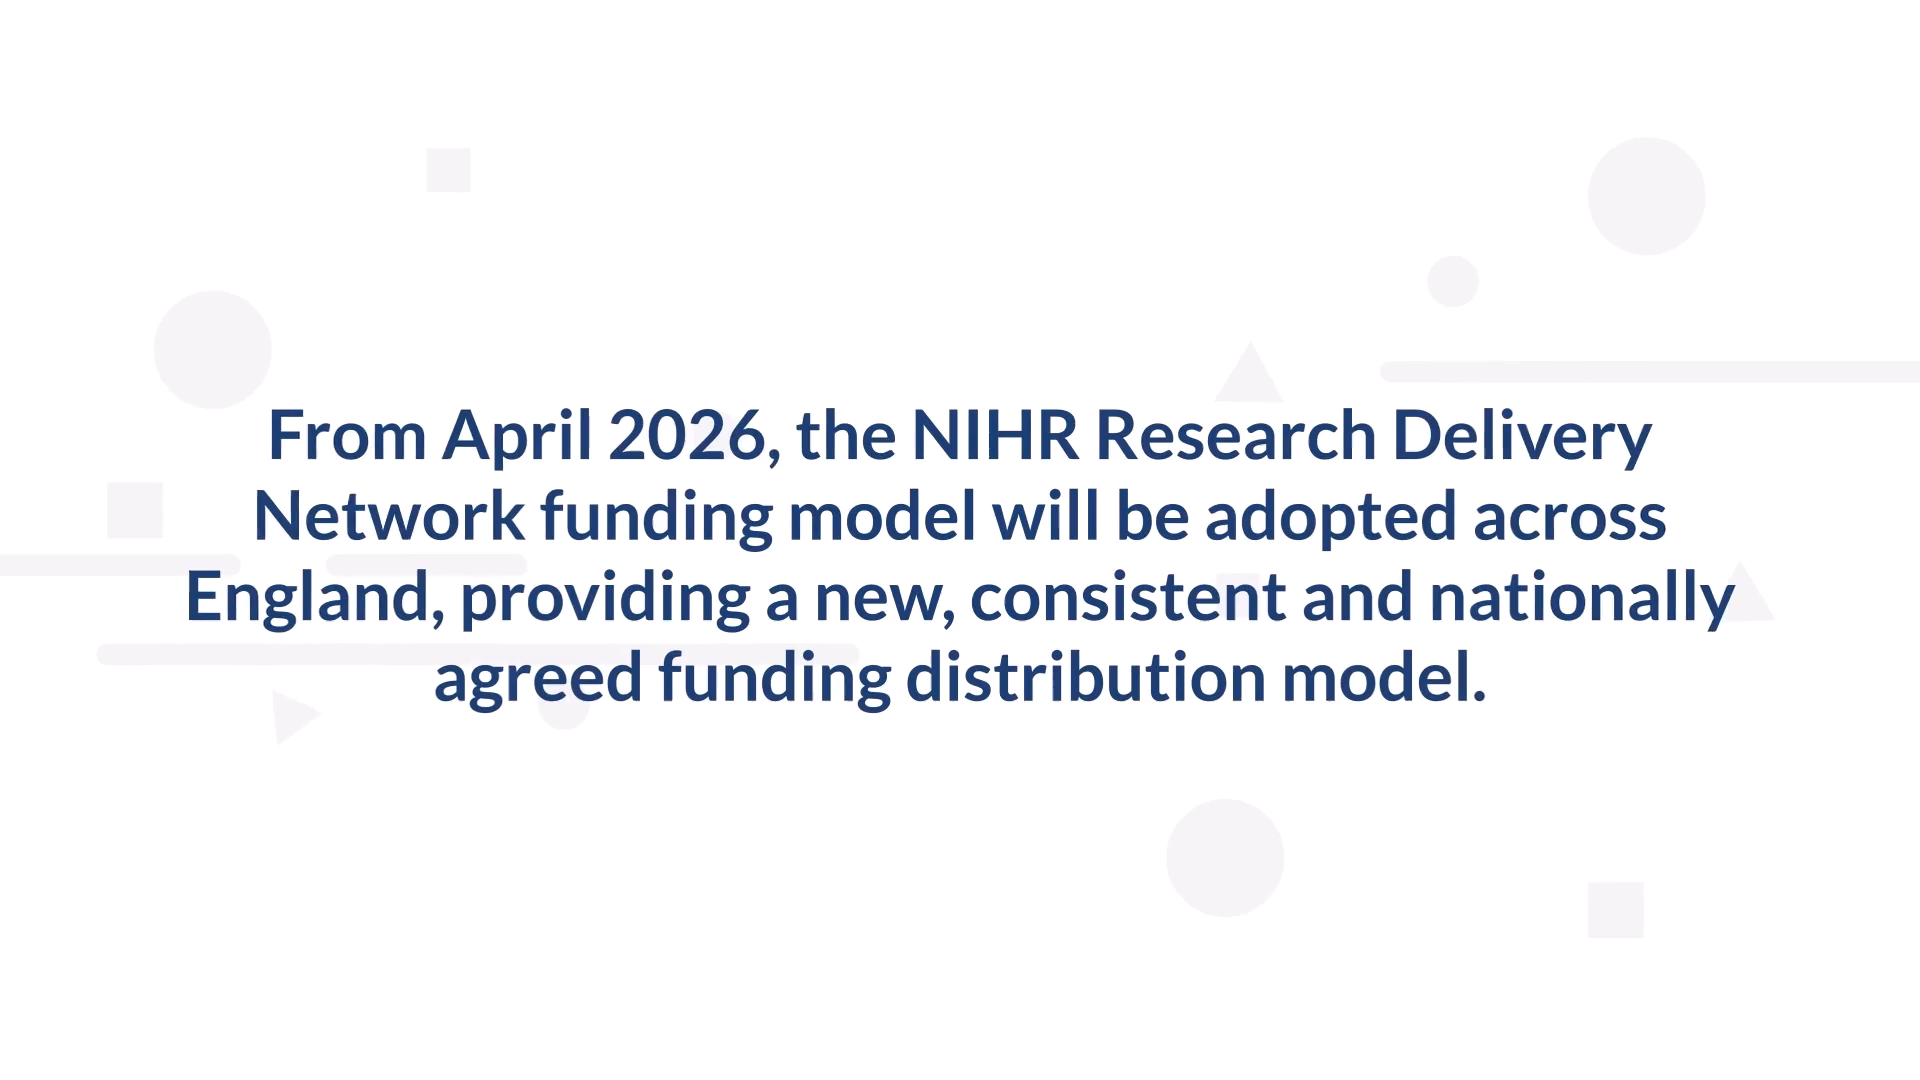 From April 2026, the NIHR Research Delivery
Network funding model will be adopted across
England, providing a new, consistent and nationally
agreed funding distribution model.